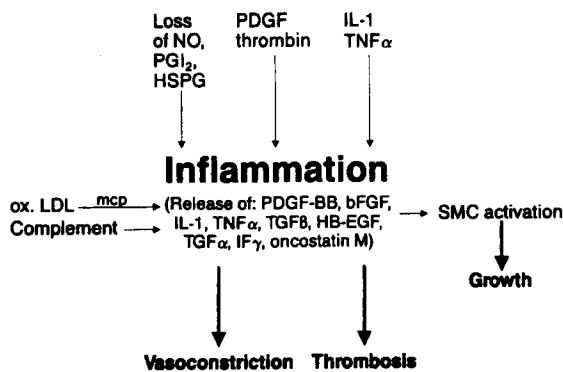 Loss
of NO,
PGI₂,
HSPG
PDGF
thrombin
IL-1
TNFα
Inflammation
ox. LDL
mcp
Complement
(Release of: PDGF-BB, bFGF,
IL-1, TNFα, TGFß, HB-EGF,
TGFα, IFγ, oncostatin M)
SMC activation
Growth
Vasoconstriction
Thrombosis